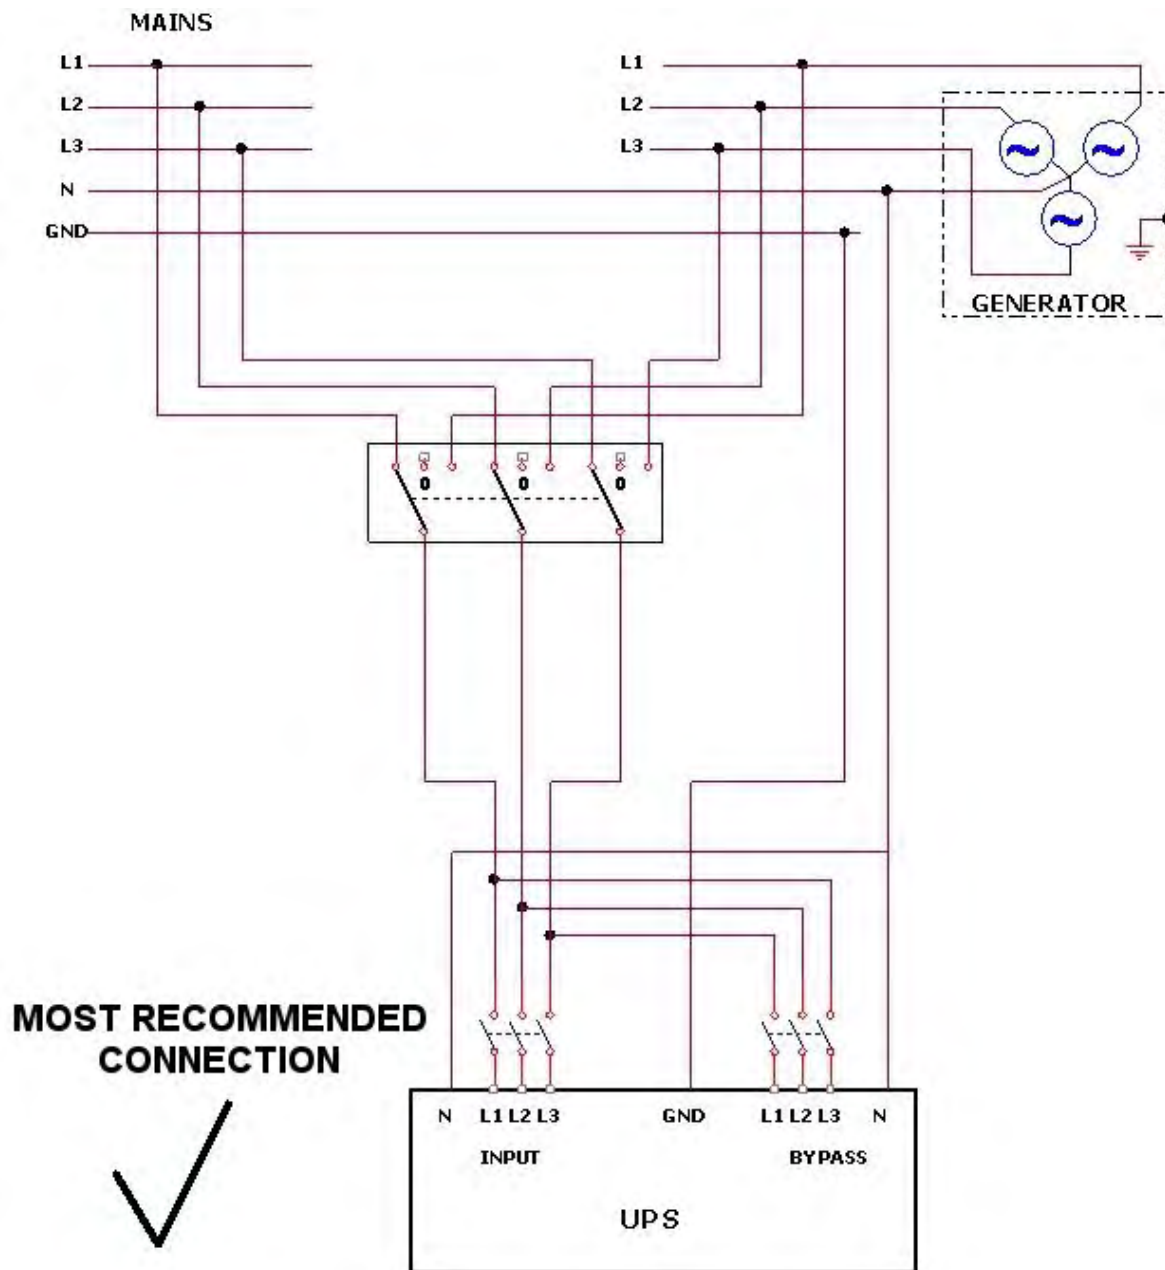 MAINS
L1
L2
L3
N
GND
L1
L2
L3
GENERATOR
0 0 0
MOST RECOMMENDED
CONNECTION
N L1 L2 L3 GND L1 L2 L3 N
INPUT BYPASS
UPS